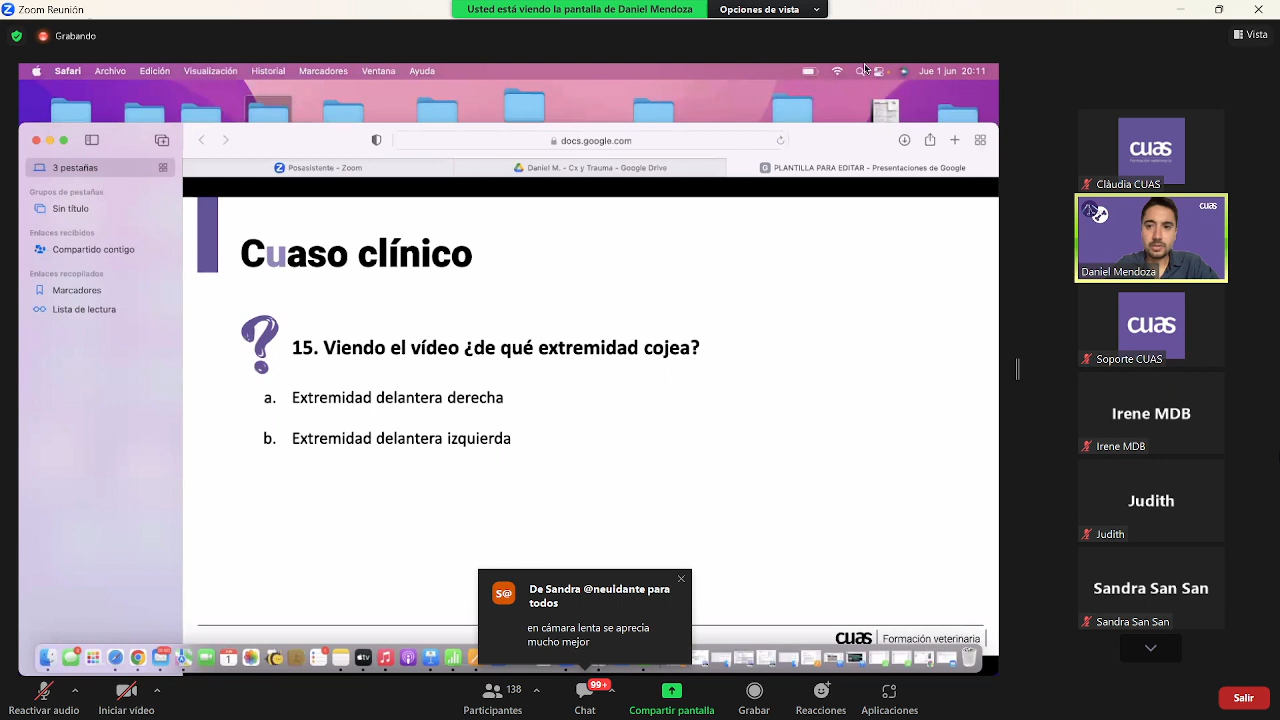 Zoom Reunión
Usted está viendo la pantalla de Daniel Mendoza
Opciones de vista
Grabando
Vista
Safari Archivo Edición Visualización Historial Marcadores Ventana Ayuda
Jue 1 jun 20:11
docs.google.com
3 pestañas
Posasistente - Zoom
Daniel M. - Cx y Trauma - Google Drive
PLANTILLA PARA EDITAR - Presentaciones de Google
Grupos de pestañas
Sin título
Enlaces recibidos
Compartido contigo
Enlaces recopilados
Marcadores
Lista de lectura
Cuaso clínico
15. Viendo el vídeo ¿de qué extremidad cojea?
a. Extremidad delantera derecha
b. Extremidad delantera izquierda
S@
De Sandra @neuldante para
todos
en cámara lenta se aprecia
mucho mejor
cuas Formación veterinaria
cuas
Formación veterinaria
Clàudia CUAS
cuas
Daniel Mendoza
cuas
Soporte CUAS
Irene MDB
Irene MDB
Judith
Judith
Sandra San San
Sandra San San
Reactivar audio
Iniciar vídeo
138
Participantes
99+
Chat
Compartir pantalla
Grabar
Reacciones
Aplicaciones
Salir